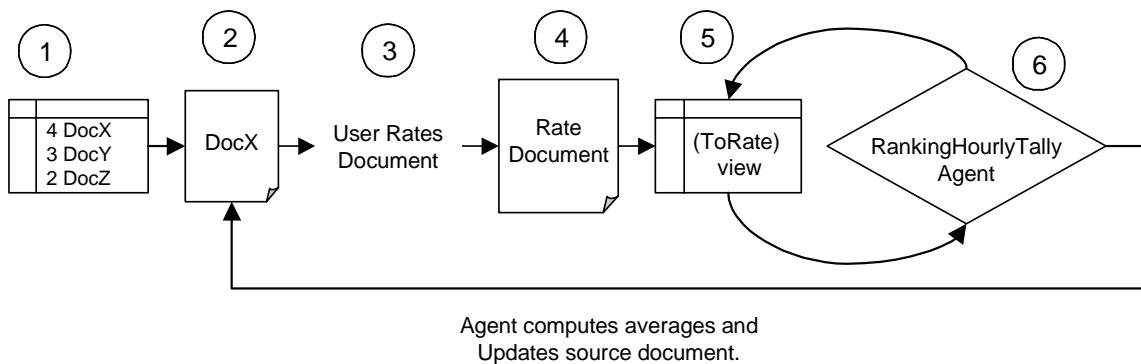 1
2
3
4
5
6
4 DocX
3 DocY
2 DocZ
DocX
User Rates
Document
Rate
Document
(ToRate)
view
RankingHourlyTally
Agent
Agent computes averages and
Updates source document.